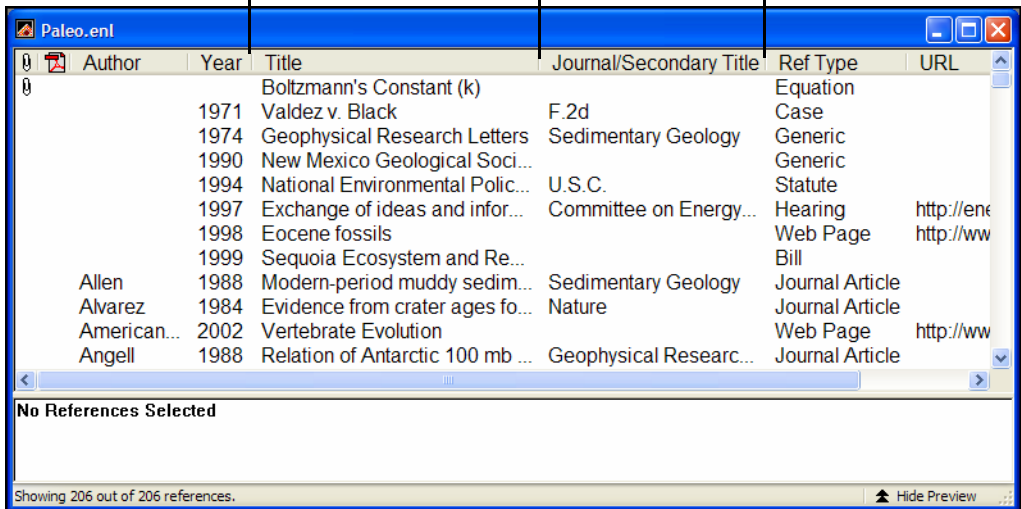 Paleo.enl
Author Year Title Journal/Secondary Title Ref Type URL
Boltzmann's Constant (k) Equation
1971 Valdez v. Black F.2d Case
1974 Geophysical Research Letters Sedimentary Geology Generic
1990 New Mexico Geological Soci... Generic
1994 National Environmental Polic... U.S.C. Statute
1997 Exchange of ideas and infor... Committee on Energy... Hearing http://ene
1998 Eocene fossils Web Page http://ww
1999 Sequoia Ecosystem and Re... Bill
Allen 1988 Modern-period muddy sedim... Sedimentary Geology Journal Article
Alvarez 1984 Evidence from crater ages fo... Nature Journal Article
American... 2002 Vertebrate Evolution Web Page http://ww
Angell 1988 Relation of Antarctic 100 mb ... Geophysical Researc... Journal Article
No References Selected
Showing 206 out of 206 references. Hide Preview